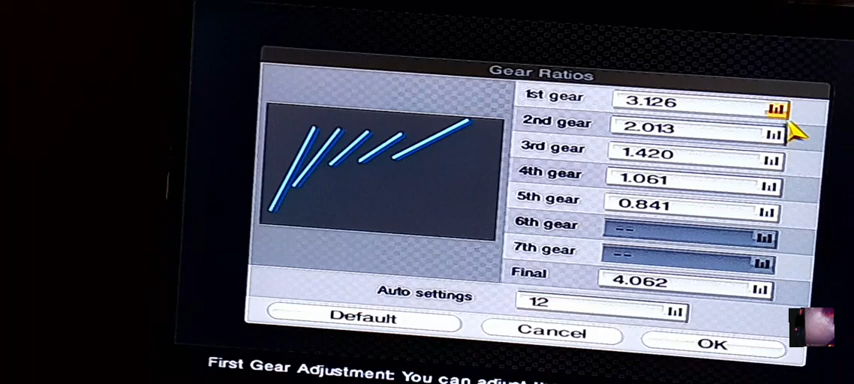 Gear Ratios
1st gear 3.126
2nd gear 2.013
3rd gear 1.420
4th gear 1.061
5th gear 0.841
6th gear --
7th gear --
Final 4.062
Auto settings 12
Default Cancel OK
First Gear Adjustment: You can adjust